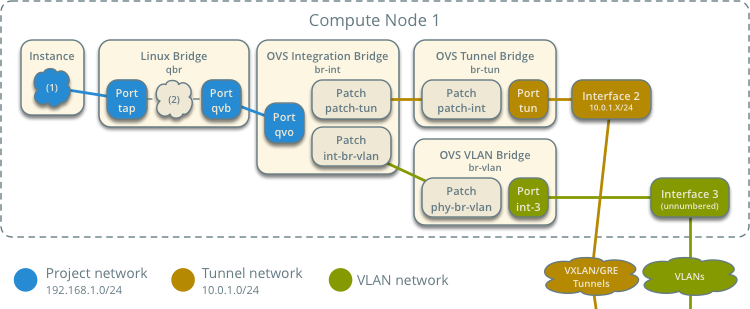 Compute Node 1
Instance
(1)
Linux Bridge
qbr
Port
tap
(2)
Port
qvb
OVS Integration Bridge
br-int
Port
qvo
Patch
patch-tun
Patch
int-br-vlan
OVS Tunnel Bridge
br-tun
Patch
patch-int
Port
tun
Interface 2
10.0.1.X/24
OVS VLAN Bridge
br-vlan
Patch
phy-br-vlan
Port
int-3
Interface 3
(unnumbered)
VXLAN/GRE
Tunnels
VLANs
Project network
192.168.1.0/24
Tunnel network
10.0.1.0/24
VLAN network